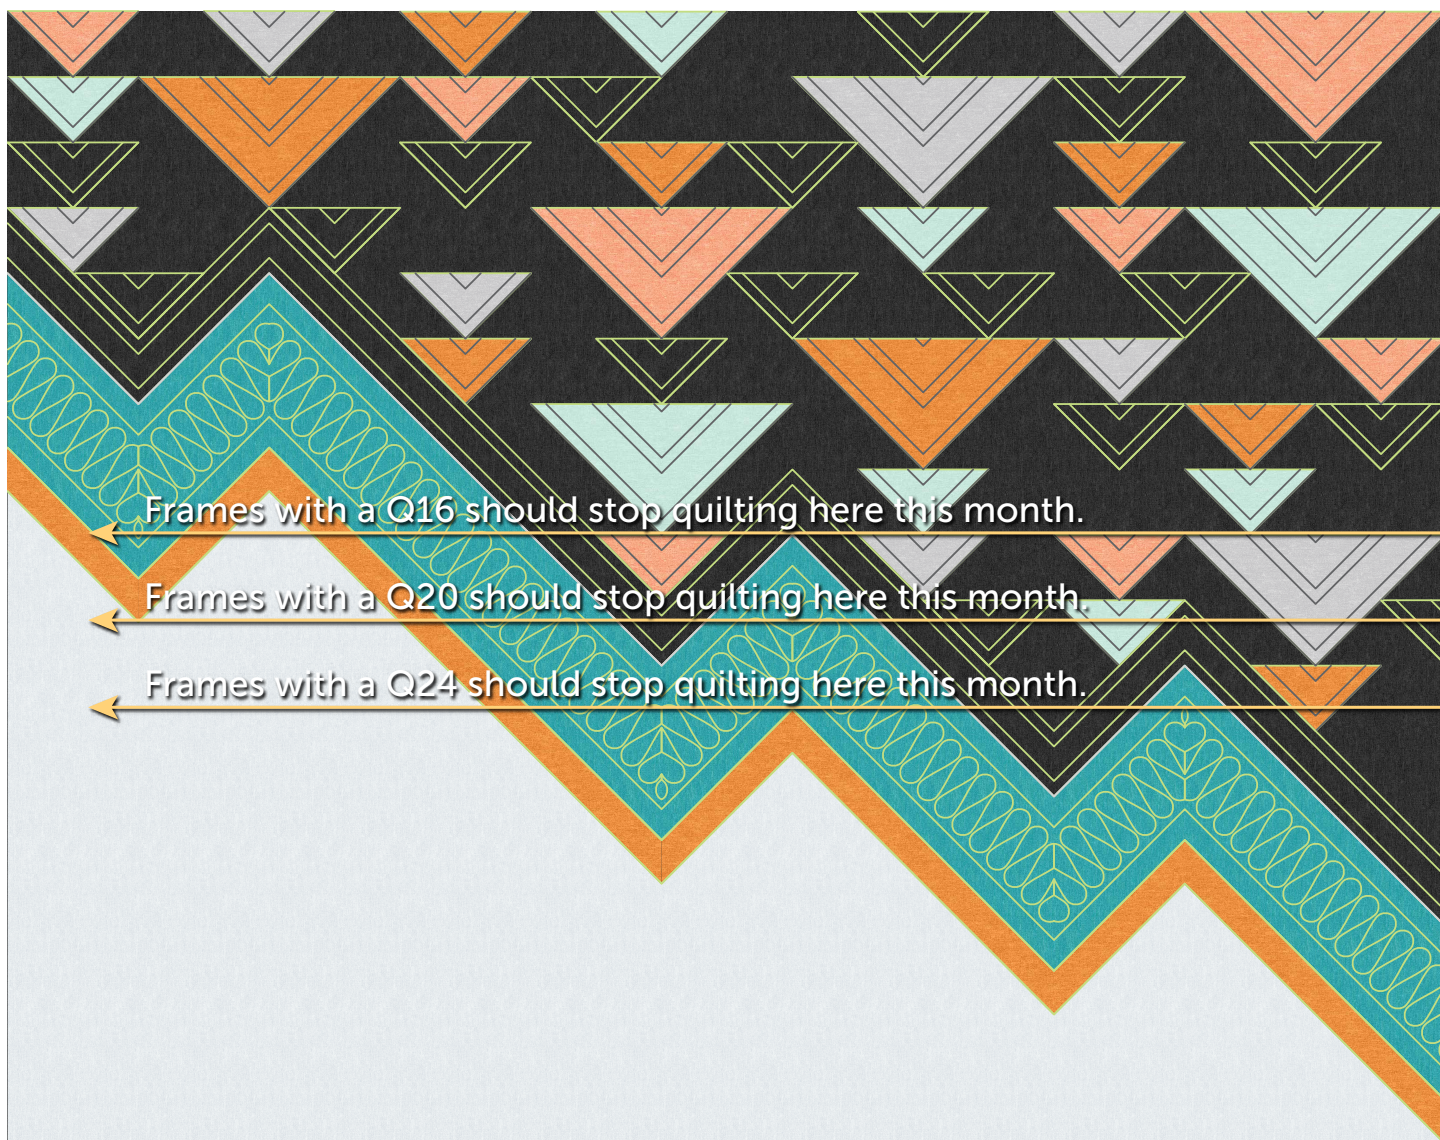 Frames with a Q16 should stop quilting here this month.
Frames with a Q20 should stop quilting here this month.
Frames with a Q24 should stop quilting here this month.